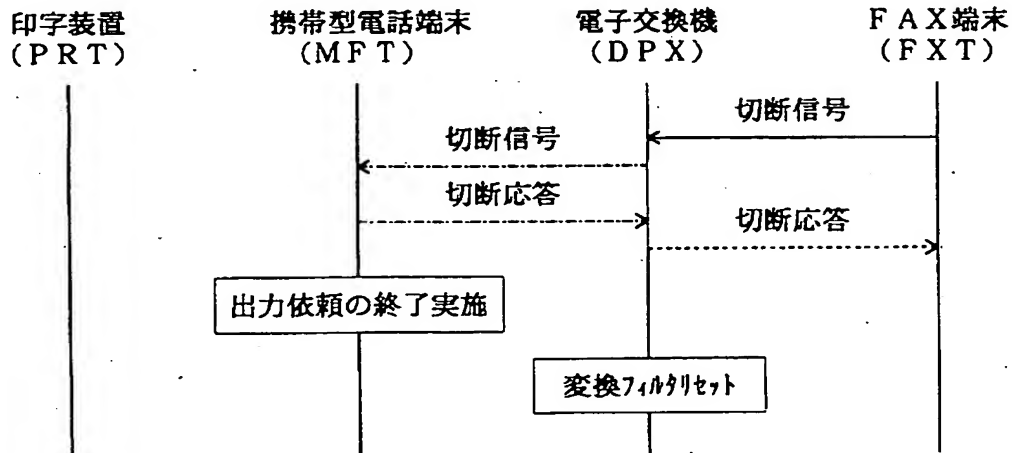 印字装置
(PRT)
携帯型電話端末
(MFT)
電子交換機
(DPX)
FAX端末
(FXT)
切断信号
切断信号
切断応答
切断応答
出力依頼の終了実施
変換フィルタリセット